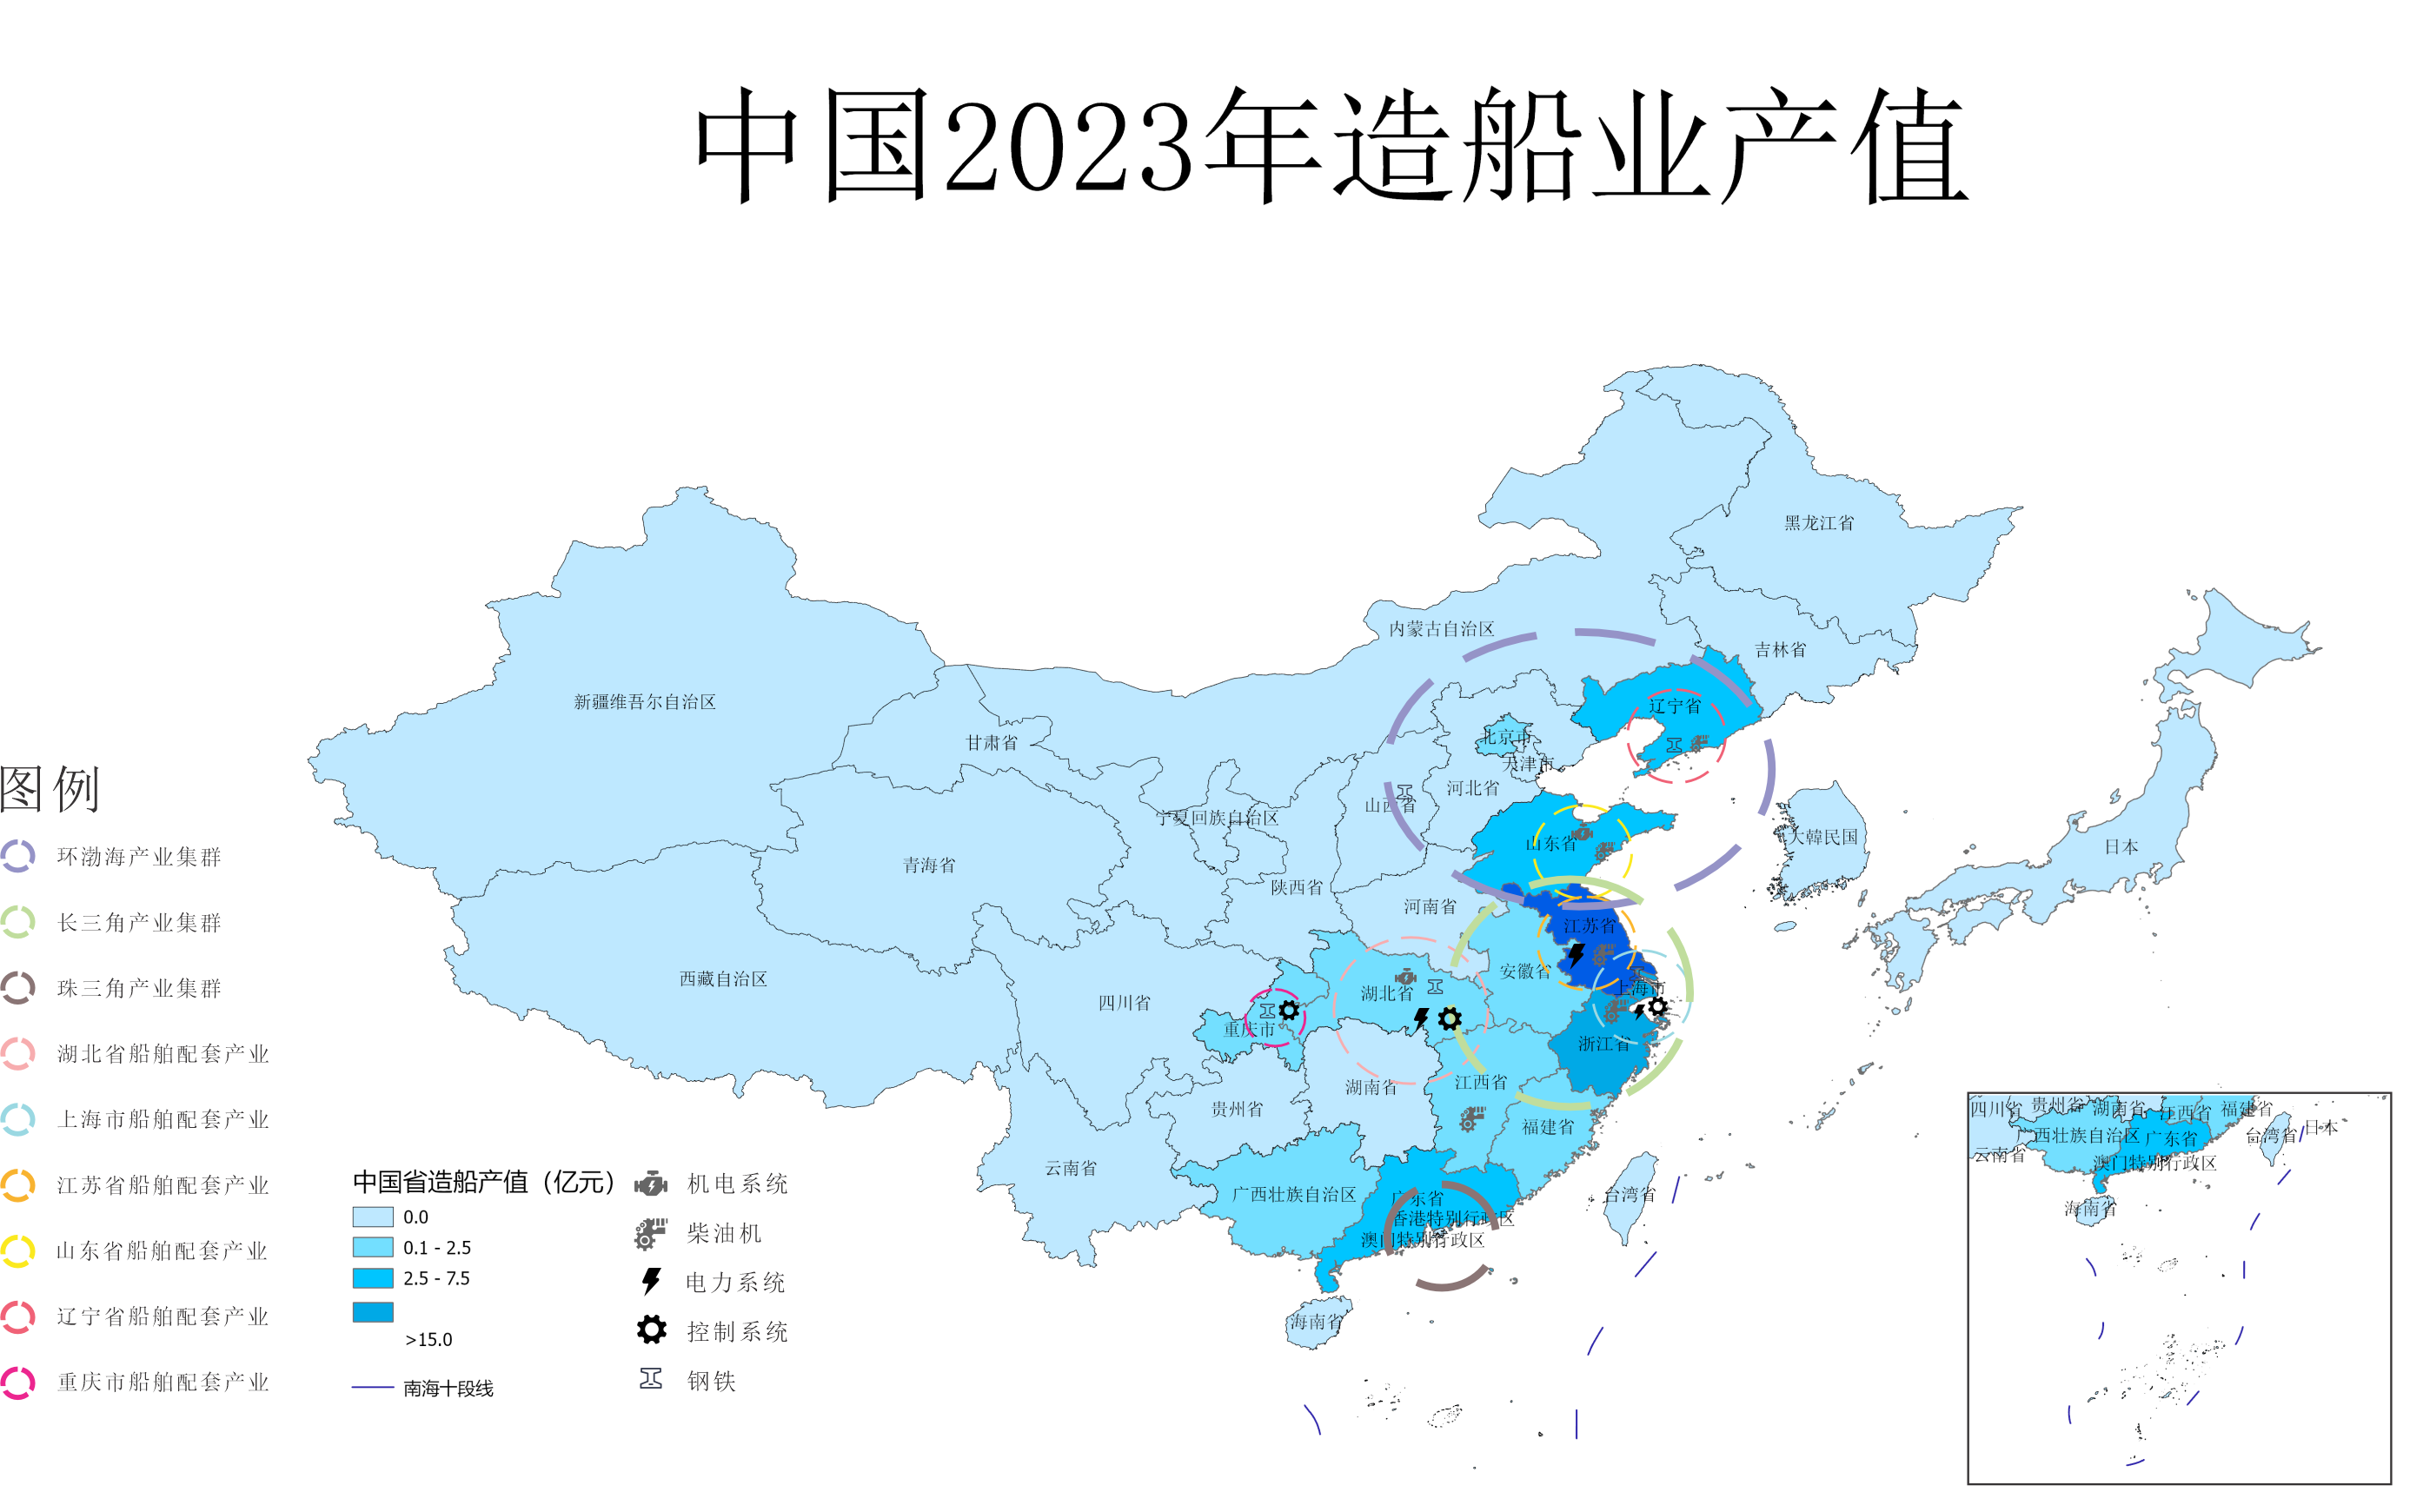 中国2023年造船业产值
黑龙江省
内蒙古自治区
吉林省
新疆维吾尔自治区
辽宁省
北京市
甘肃省
天津市
河北省
山西省
宁夏回族自治区
大韓民国
山东省
日本
青海省
陕西省
河南省
江苏省
西藏自治区
安徽省
上海市
湖北省
四川省
重庆市
浙江省
江西省
湖南省
贵州省
福建省
云南省
广西壮族自治区
广东省
台湾省
香港特别行政区
澳门特别行政区
海南省
图例
环渤海产业集群
长三角产业集群
珠三角产业集群
湖北省船舶配套产业
上海市船舶配套产业
江苏省船舶配套产业
山东省船舶配套产业
辽宁省船舶配套产业
重庆市船舶配套产业
中国省造船产值（亿元）
0.0
0.1 - 2.5
2.5 - 7.5
>15.0
南海十段线
机电系统
柴油机
电力系统
控制系统
钢铁
四川省
贵州省
湖南省
江西省
福建省
日本
广西壮族自治区
广东省
台湾省
云南省
澳门特别行政区
海南省